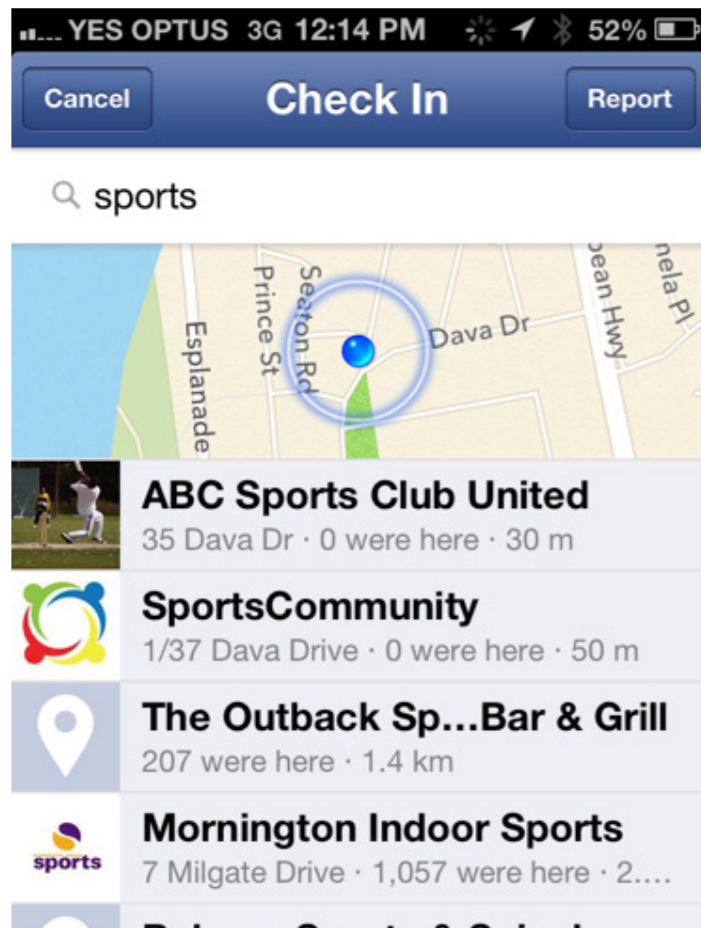 YES OPTUS 3G 12:14 PM 52%
Cancel Check In Report
sports
Esplanade
Prince St
Seaton Rd
Dava Dr
pean Hwy
nela Pl
ABC Sports Club United
35 Dava Dr · 0 were here · 30 m
SportsCommunity
1/37 Dava Drive · 0 were here · 50 m
The Outback Sp...Bar & Grill
207 were here · 1.4 km
sports
Mornington Indoor Sports
7 Milgate Drive · 1,057 were here · 2....